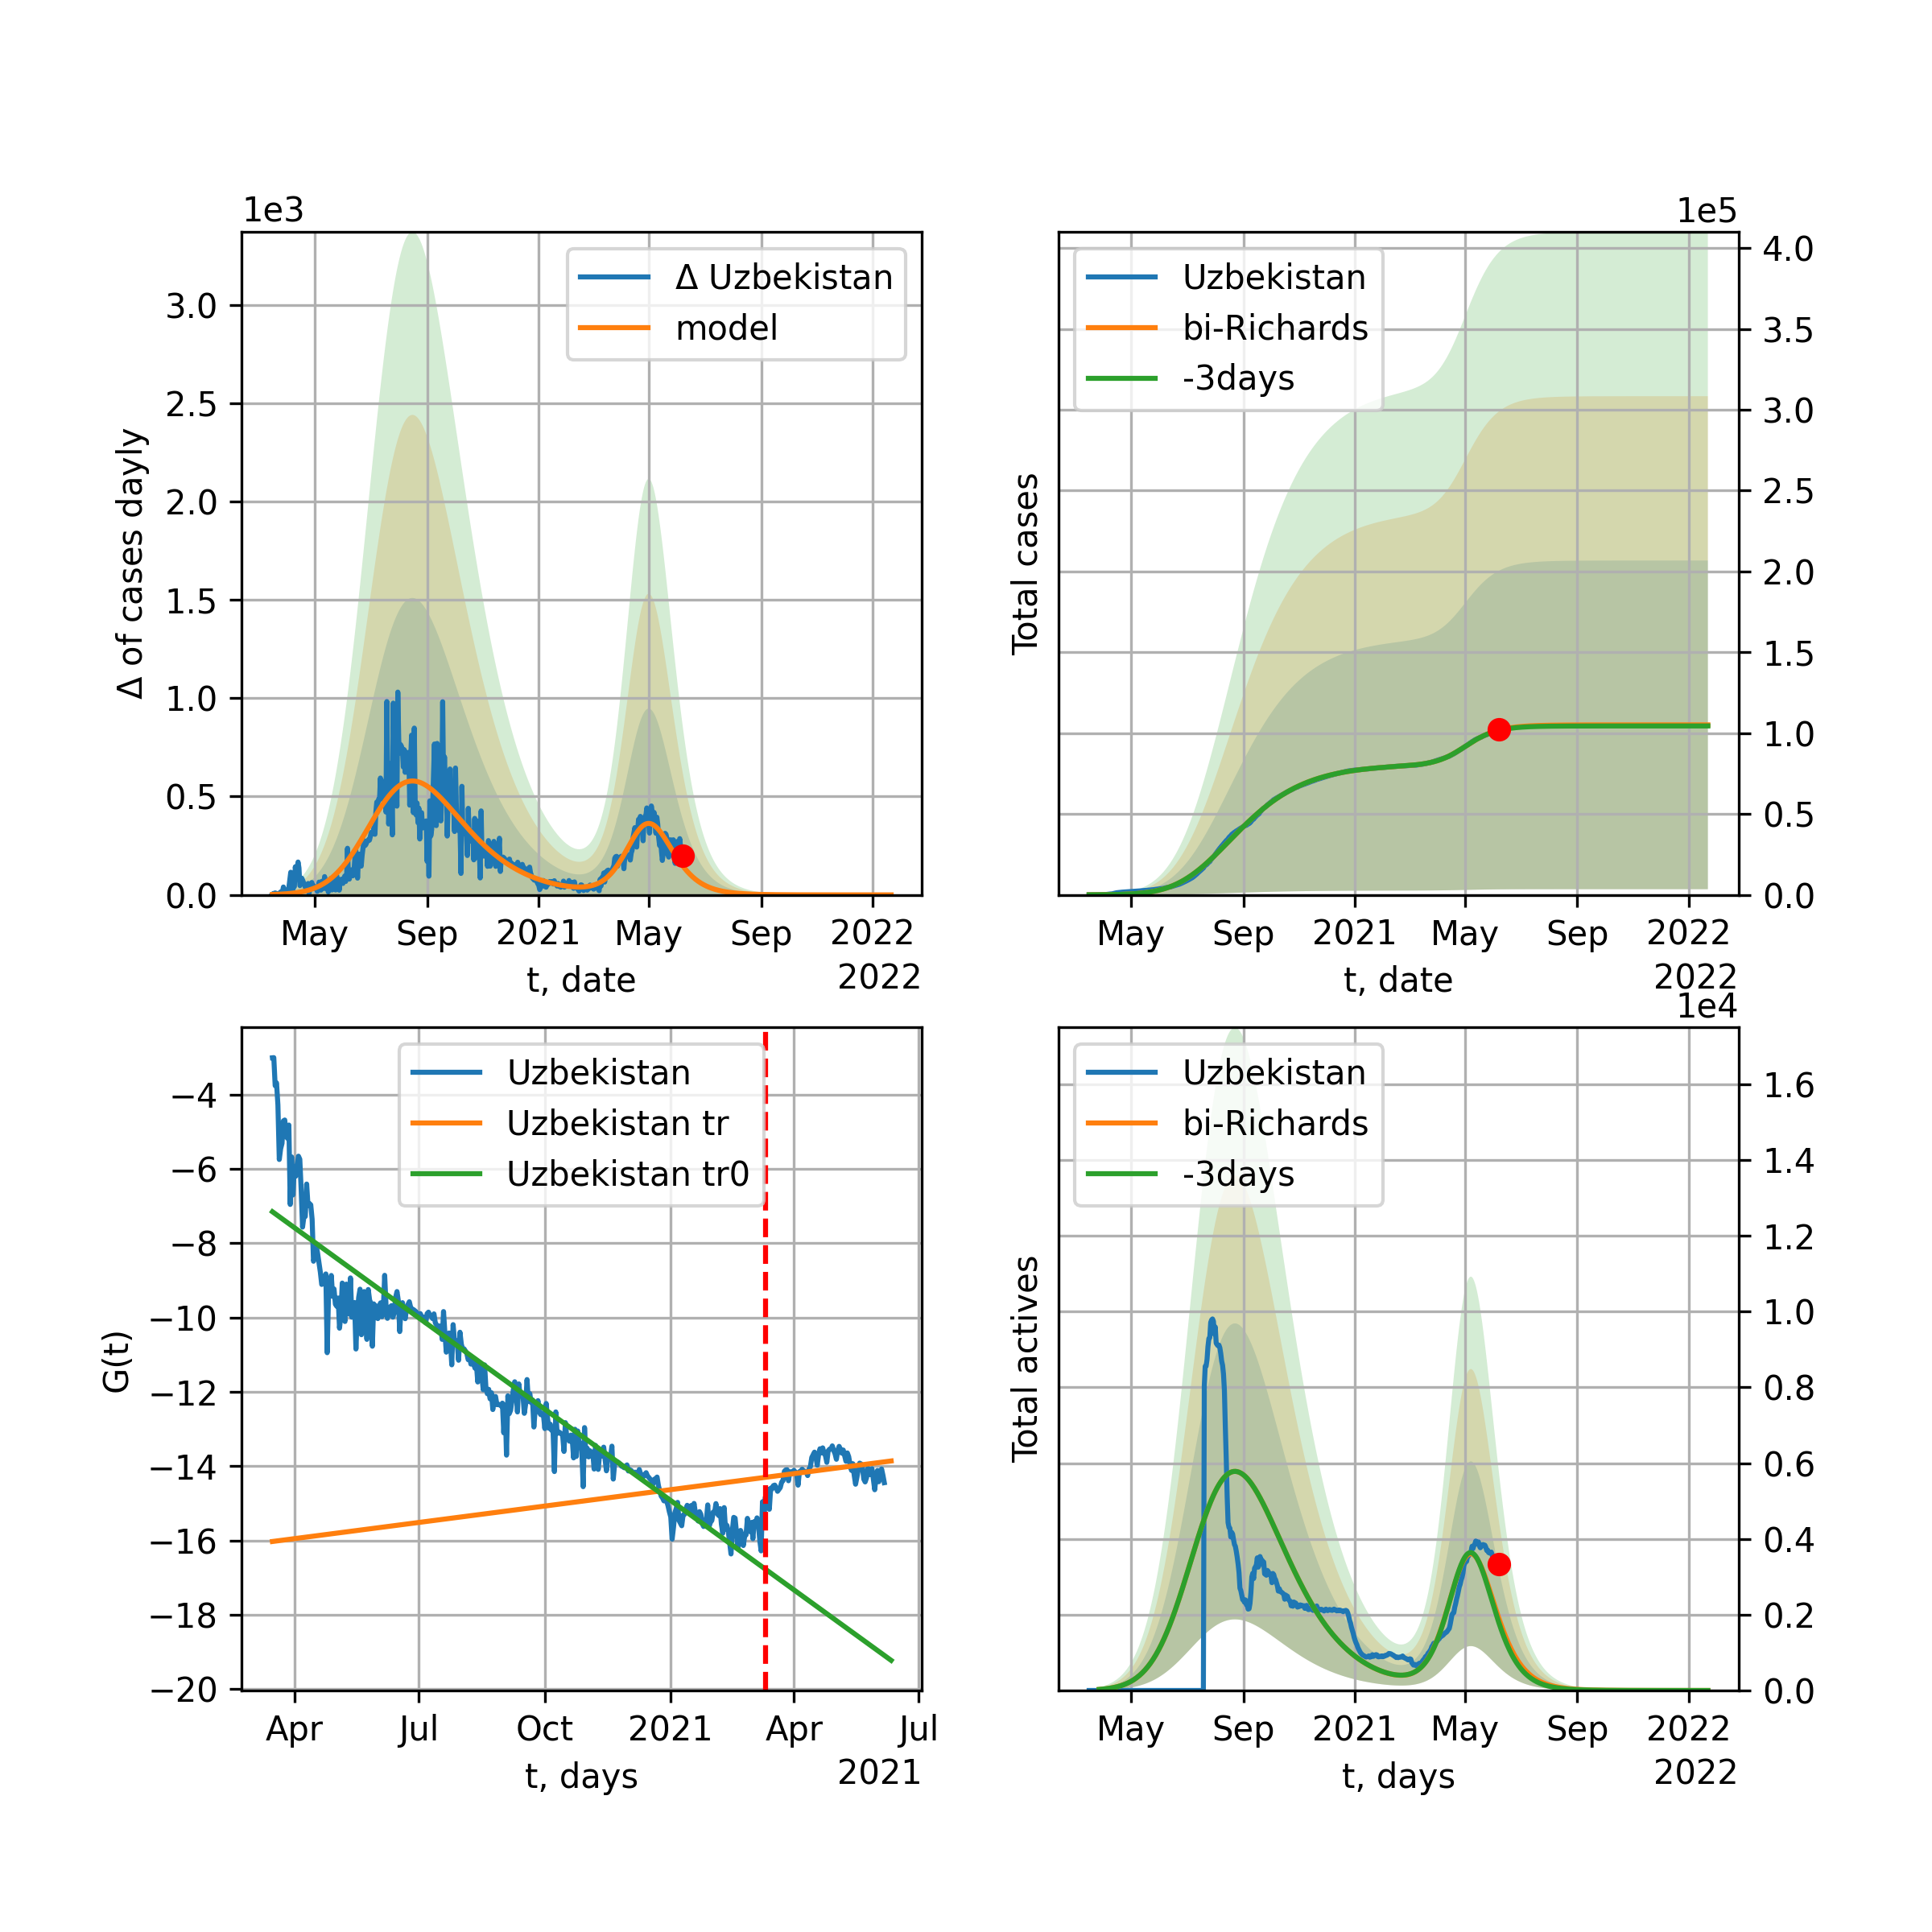 1e3
3.0
2.5
2.0
1.5
1.0
0.5
0.0
Δ of cases dayly
Δ Uzbekistan
model
May Sep 2021 May Sep 2022
t, date
2022
1e5
Uzbekistan
bi-Richards
-3days
Total cases
4.0
3.5
3.0
2.5
2.0
1.5
1.0
0.5
0.0
May Sep 2021 May Sep 2022
t, date
2022
−4
−6
−8
−10
−12
−14
−16
−18
−20
G(t)
Uzbekistan
Uzbekistan tr
Uzbekistan tr0
Apr Jul Oct 2021 Apr Jul
t, days
2021
1e4
Uzbekistan
bi-Richards
-3days
Total actives
1.6
1.4
1.2
1.0
0.8
0.6
0.4
0.2
0.0
May Sep 2021 May Sep 2022
t, days
2022